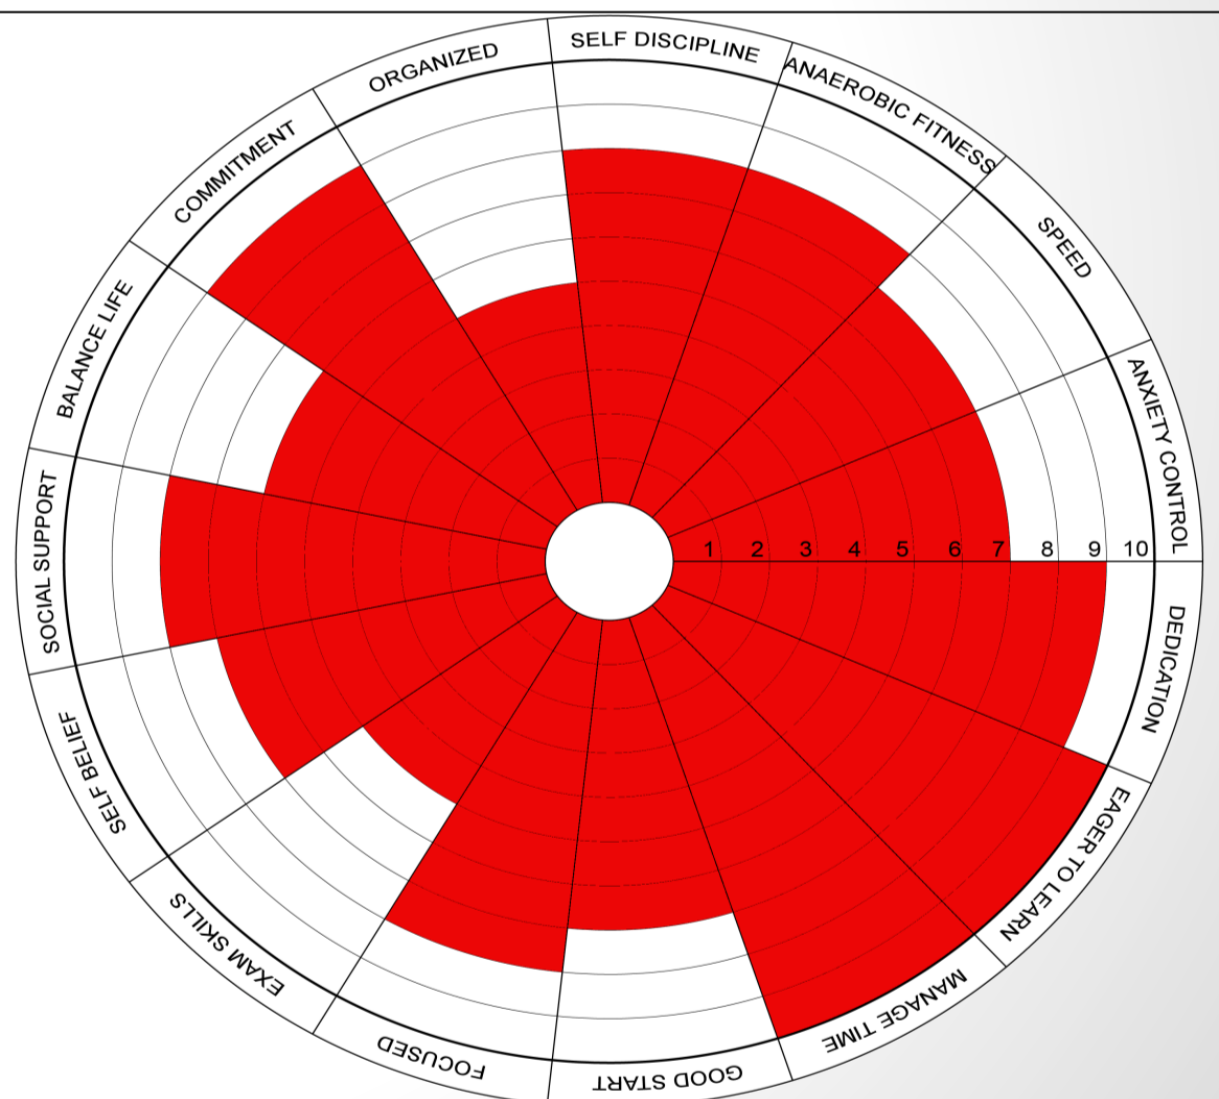 SELF DISCIPLINE
ANAEROBIC FITNESS
SPEED
ANXIETY CONTROL
DEDICATION
EAGER TO LEARN
MANAGE TIME
GOOD START
FOCUSED
EXAM SKILLS
SELF BELIEF
SOCIAL SUPPORT
BALANCE LIFE
COMMITMENT
ORGANIZED
1 2 3 4 5 6 7 8 9 10